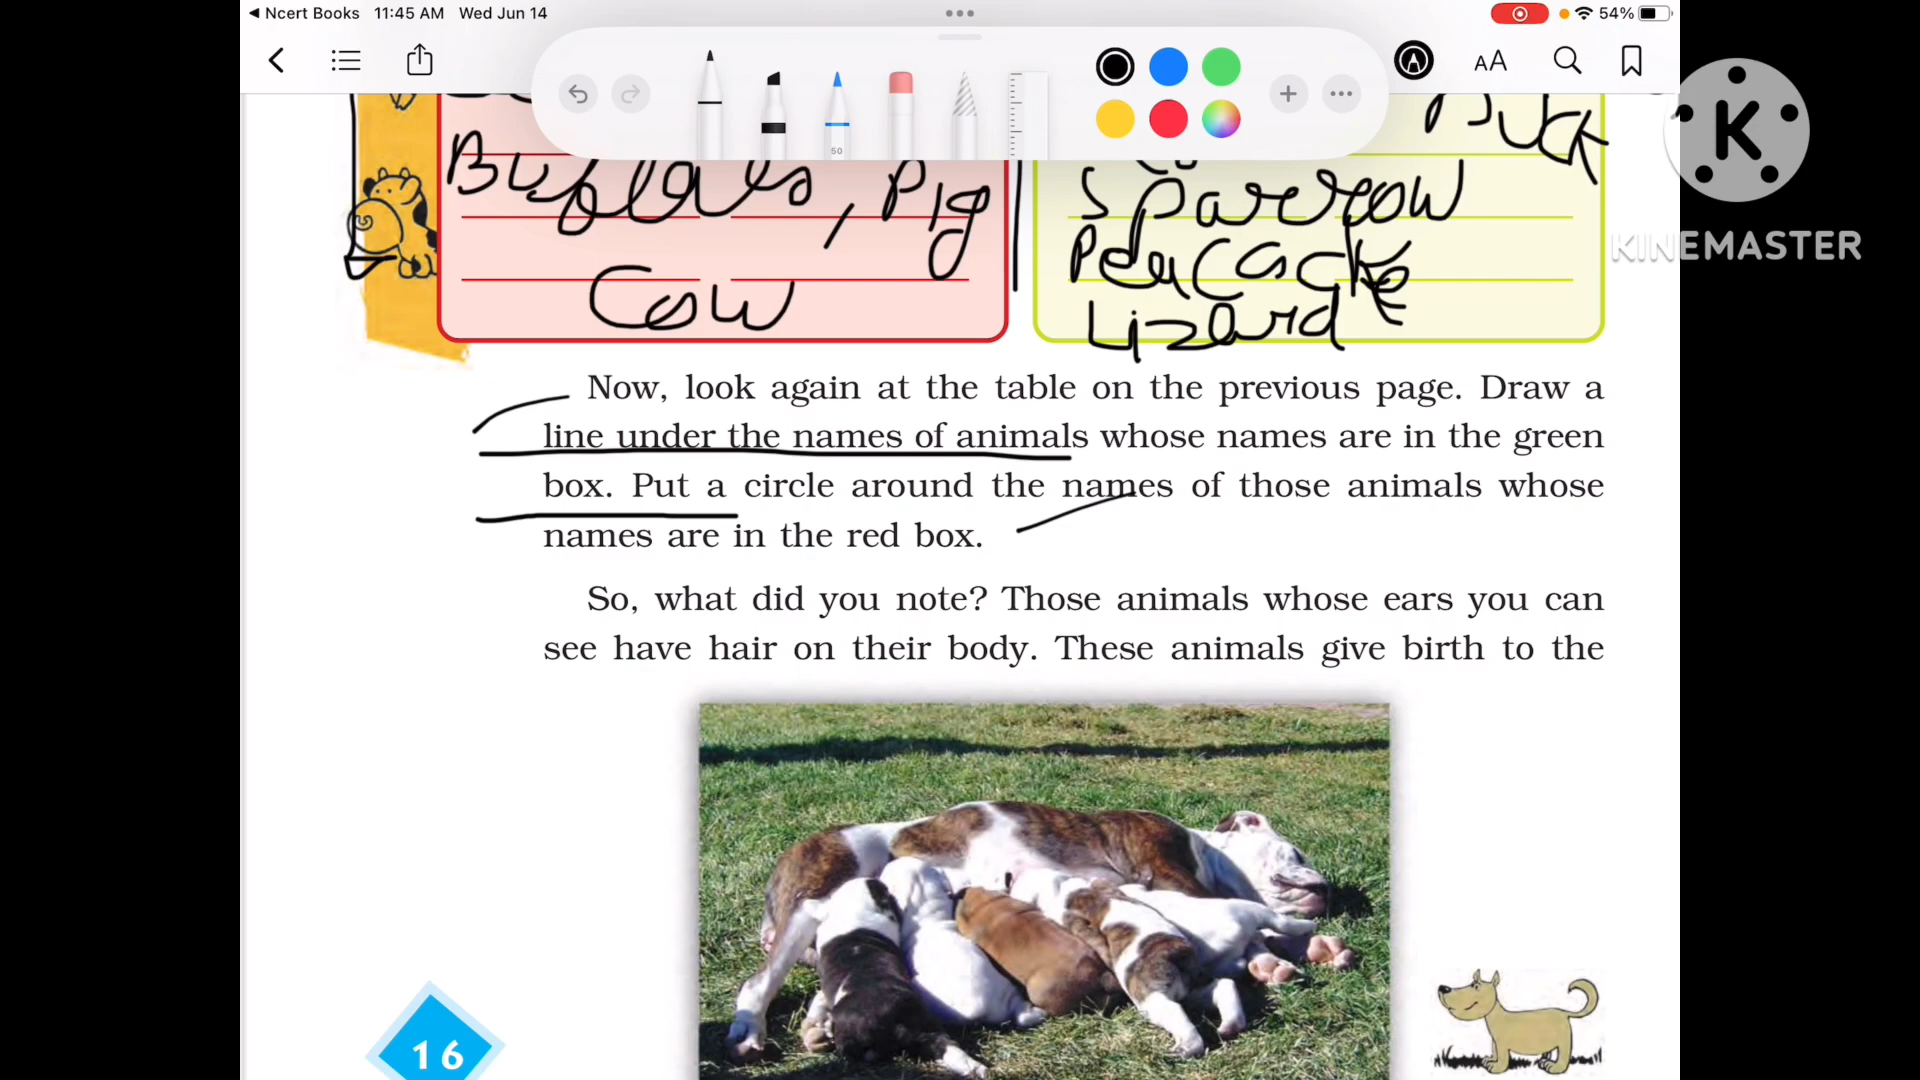 Ncert Books 11:45 AM Wed Jun 14 54%
AA
50
Duck
K
KINEMASTER
Buffalao, Pig
Sparrow
Cow
Lizard
Now, look again at the table on the previous page. Draw a
line under the names of animals whose names are in the green
box. Put a circle around the names of those animals whose
names are in the red box.
So, what did you note? Those animals whose ears you can
see have hair on their body. These animals give birth to the
16